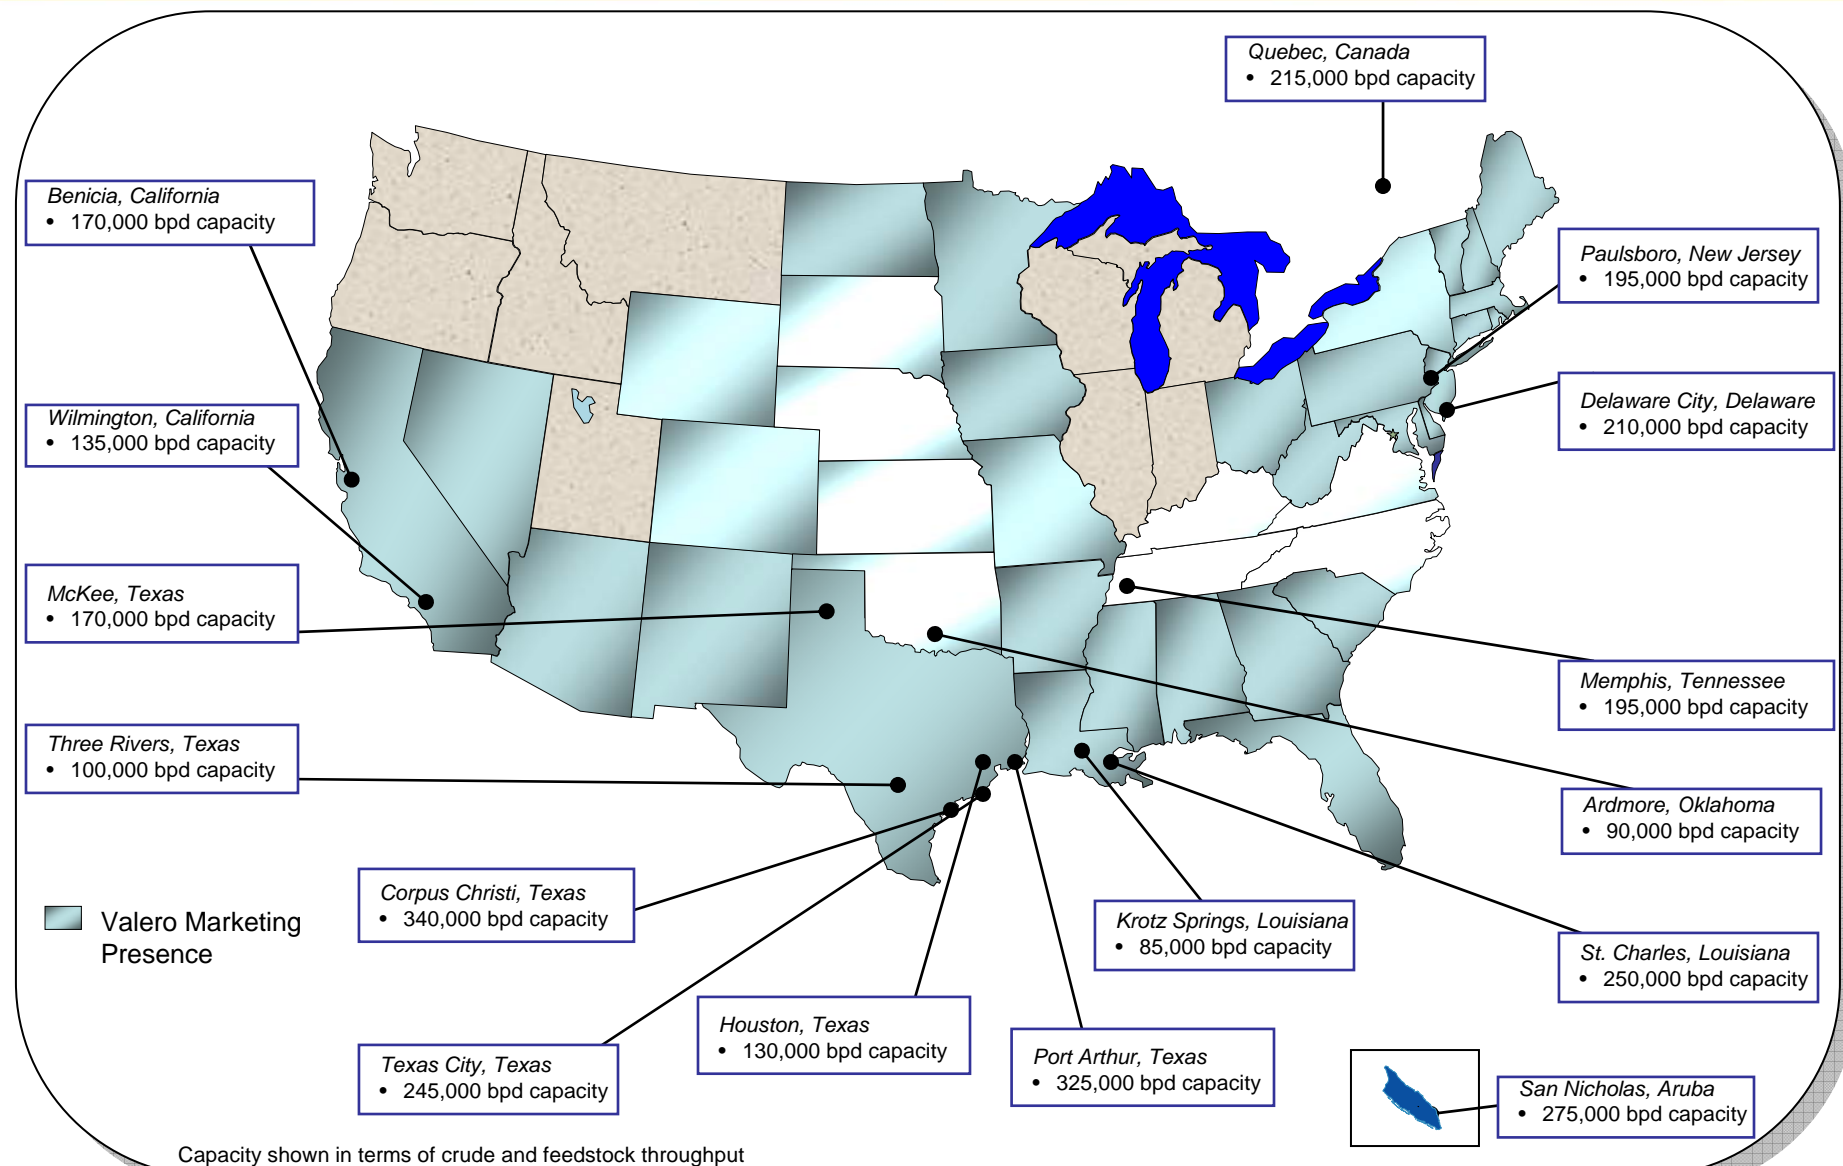 Quebec, Canada
• 215,000 bpd capacity
Benicia, California
• 170,000 bpd capacity
Paulsboro, New Jersey
• 195,000 bpd capacity
Wilmington, California
• 135,000 bpd capacity
Delaware City, Delaware
• 210,000 bpd capacity
McKee, Texas
• 170,000 bpd capacity
Memphis, Tennessee
• 195,000 bpd capacity
Three Rivers, Texas
• 100,000 bpd capacity
Ardmore, Oklahoma
• 90,000 bpd capacity
Corpus Christi, Texas
• 340,000 bpd capacity
Krotz Springs, Louisiana
• 85,000 bpd capacity
Valero Marketing
Presence
St. Charles, Louisiana
• 250,000 bpd capacity
Houston, Texas
• 130,000 bpd capacity
Texas City, Texas
• 245,000 bpd capacity
Port Arthur, Texas
• 325,000 bpd capacity
San Nicholas, Aruba
• 275,000 bpd capacity
Capacity shown in terms of crude and feedstock throughput